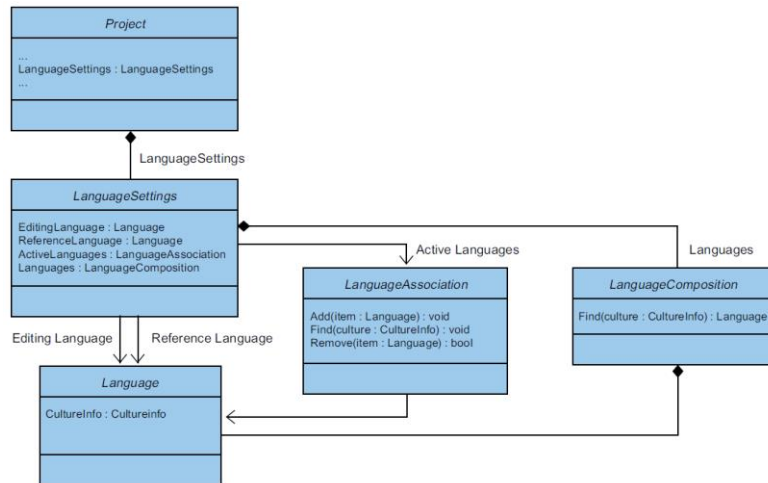 Project
...
LanguageSettings : LanguageSettings
...
LanguageSettings
LanguageSettings
EditingLanguage : Language
ReferenceLanguage : Language
ActiveLanguages : LanguageAssociation
Languages : LanguageComposition
Active Languages
Languages
LanguageAssociation
Add(item : Language) : void
Find(culture : CultureInfo) : void
Remove(item : Language) : bool
LanguageComposition
Find(culture : CultureInfo) : Language
Editing Language
Reference Language
Language
CultureInfo : Cultureinfo